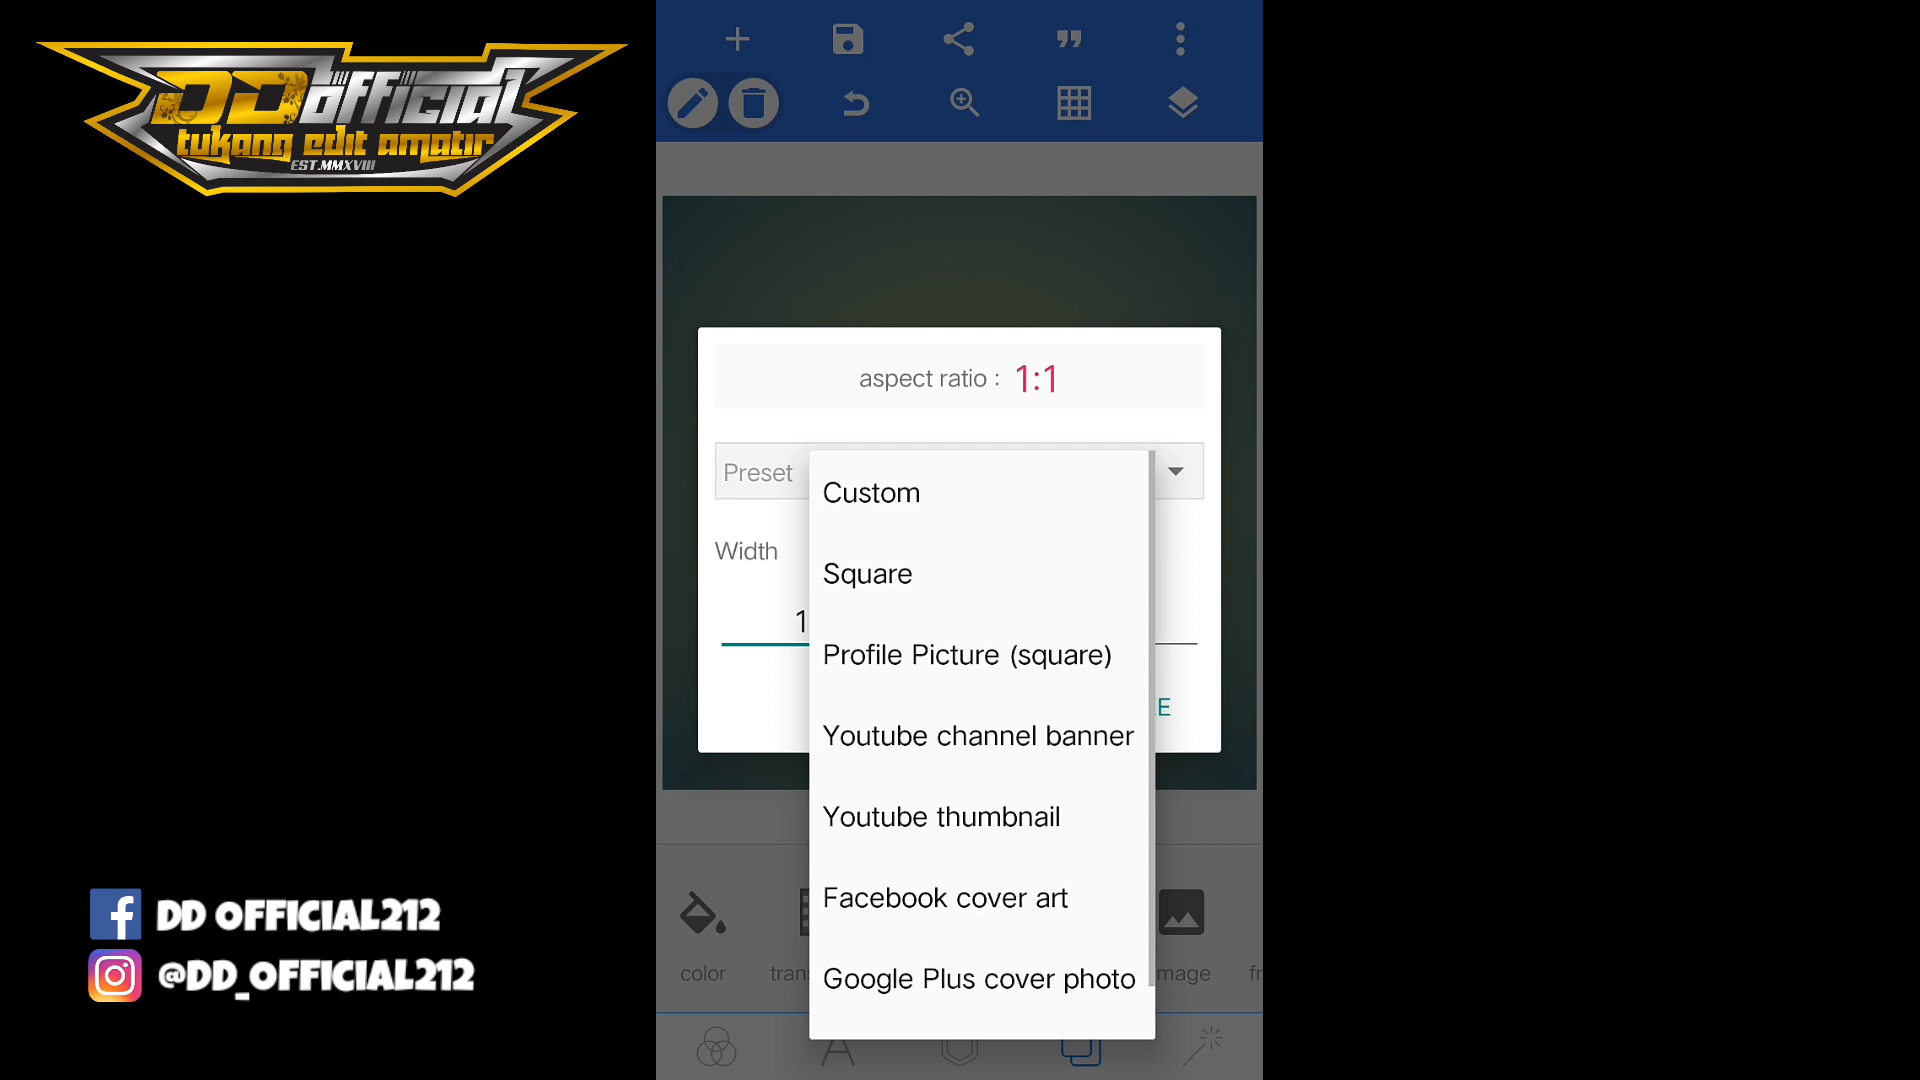 DD official
tukang edit amatir
EST.MMXVIII
aspect ratio : 1:1
Preset
Custom
Square
Profile Picture (square)
Youtube channel banner
Youtube thumbnail
Facebook cover art
Google Plus cover photo
Width
1
E
color
tran
mage
fr
DD OFFICIAL212
@DD_OFFICIAL212